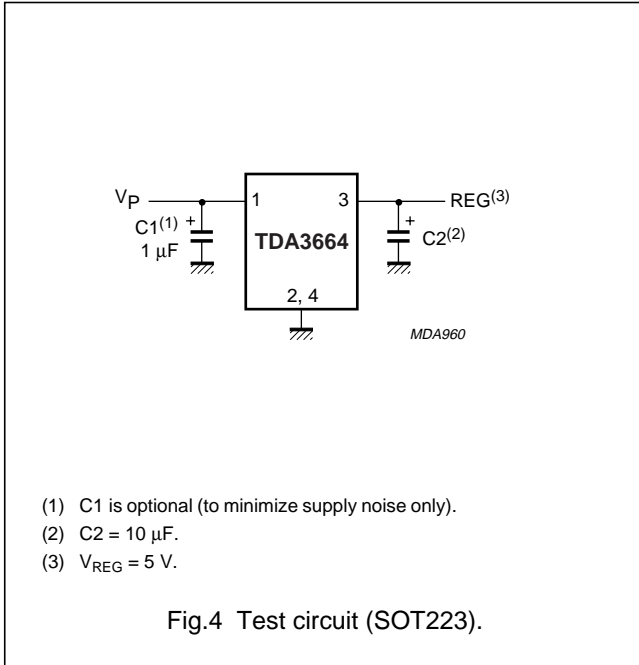 VP
1
3
REG(3)
C1(1) +
1 μF
TDA3664
+
C2(2)
2, 4
MDA960
(1) C1 is optional (to minimize supply noise only).
(2) C2 = 10 μF.
(3) VREG = 5 V.
Fig.4 Test circuit (SOT223).